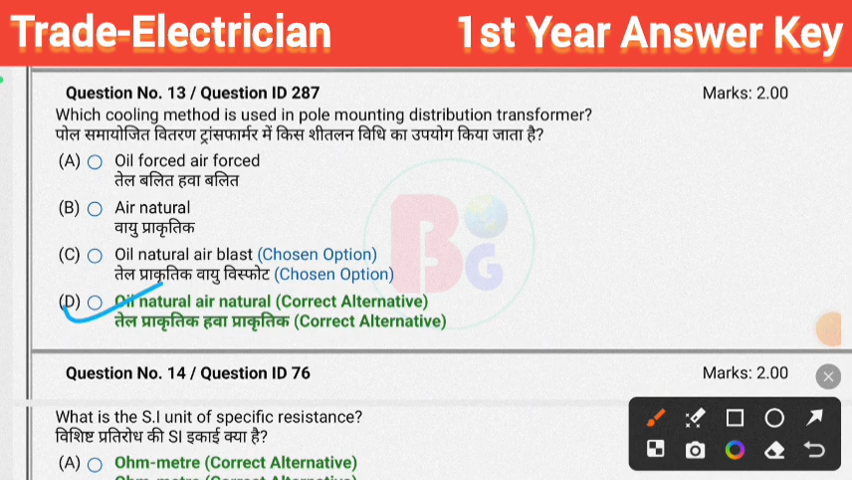 Trade-Electrician 1st Year Answer Key
Question No. 13 / Question ID 287 Marks: 2.00
Which cooling method is used in pole mounting distribution transformer?
पोल समायोजित वितरण ट्रांसफार्मर में किस शीतलन विधि का उपयोग किया जाता है?
(A) Oil forced air forced
तेल बलित हवा बलित
(B) Air natural
वायु प्राकृतिक
(C) Oil natural air blast (Chosen Option)
तेल प्राकृतिक वायु विस्फोट (Chosen Option)
(D) Oil natural air natural (Correct Alternative)
तेल प्राकृतिक हवा प्राकृतिक (Correct Alternative)
B G
Question No. 14 / Question ID 76 Marks: 2.00
What is the S.I unit of specific resistance?
विशिष्ट प्रतिरोध की SI इकाई क्या है?
(A) Ohm-metre (Correct Alternative)